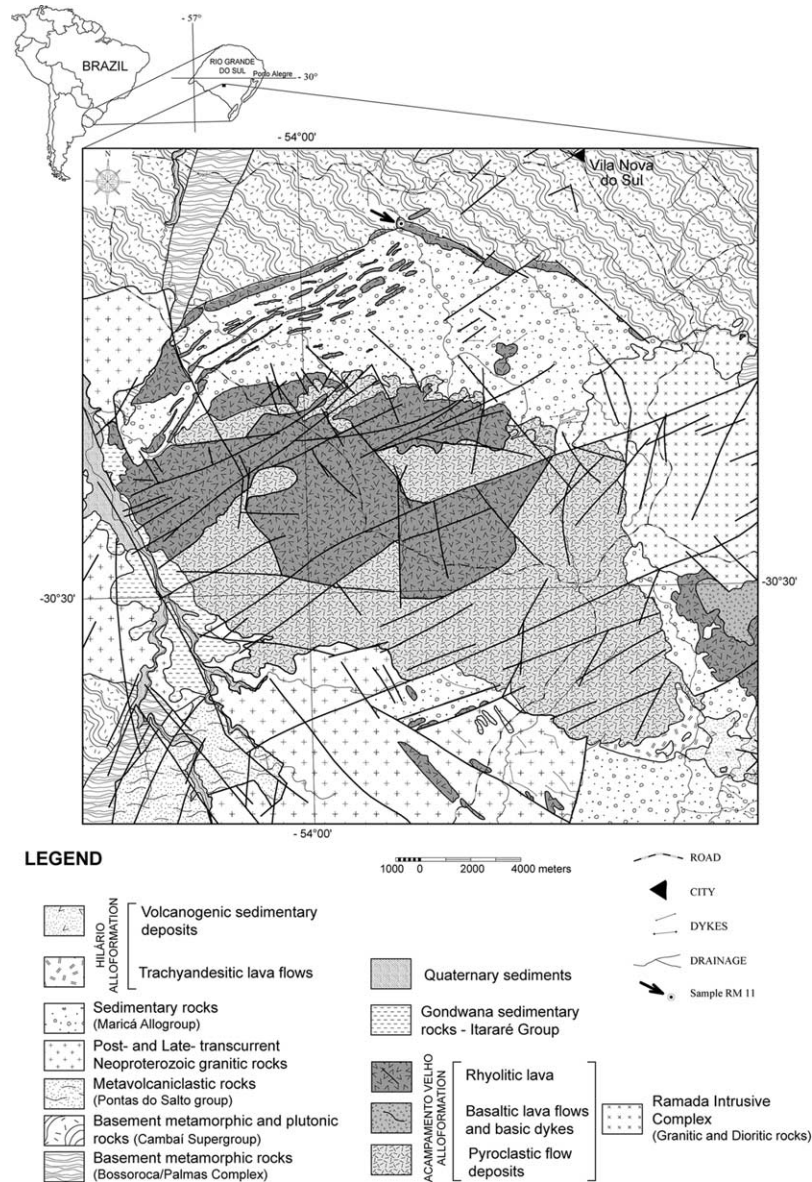 - 57°
BRAZIL
RIO GRANDE
DO SUL
Porto Alegre
- 30°
- 54°00'
N
Vila Nova
do Sul
-30°30'
-30°30'
- 54°00'
LEGEND
1000 0 2000 4000 meters
HILÁRIO
ALLOFORMATION
Volcanogenic sedimentary
deposits
Trachyandesitic lava flows
Sedimentary rocks
(Maricá Allogroup)
Post- and Late- transcurrent
Neoproterozoic granitic rocks
Metavolcaniclastic rocks
(Pontas do Salto group)
Basement metamorphic and plutonic
rocks (Cambaí Supergroup)
Basement metamorphic rocks
(Bossoroca/Palmas Complex)
Quaternary sediments
Gondwana sedimentary
rocks - Itararé Group
ACAMPAMENTO VELHO
ALLOFORMATION
Rhyolitic lava
Basaltic lava flows
and basic dykes
Pyroclastic flow
deposits
Ramada Intrusive
Complex
(Granitic and Dioritic rocks)
ROAD
CITY
DYKES
DRAINAGE
Sample RM 11